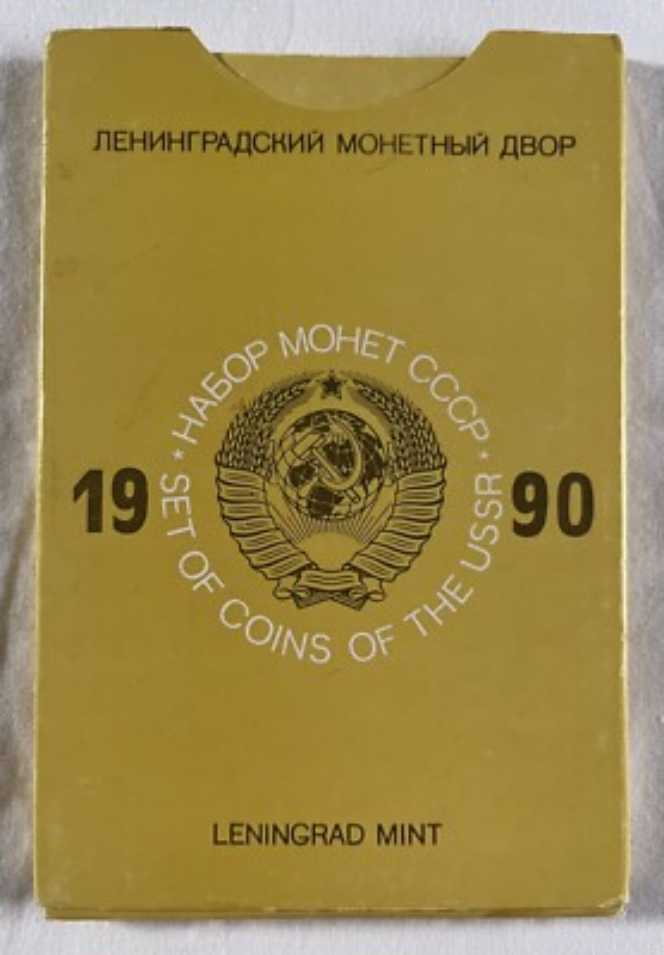 ЛЕНИНГРАДСКИЙ МОНЕТНЫЙ ДВОР
* НАБОР МОНЕТ СССР *
19 90
SET OF COINS OF THE USSR
LENINGRAD MINT